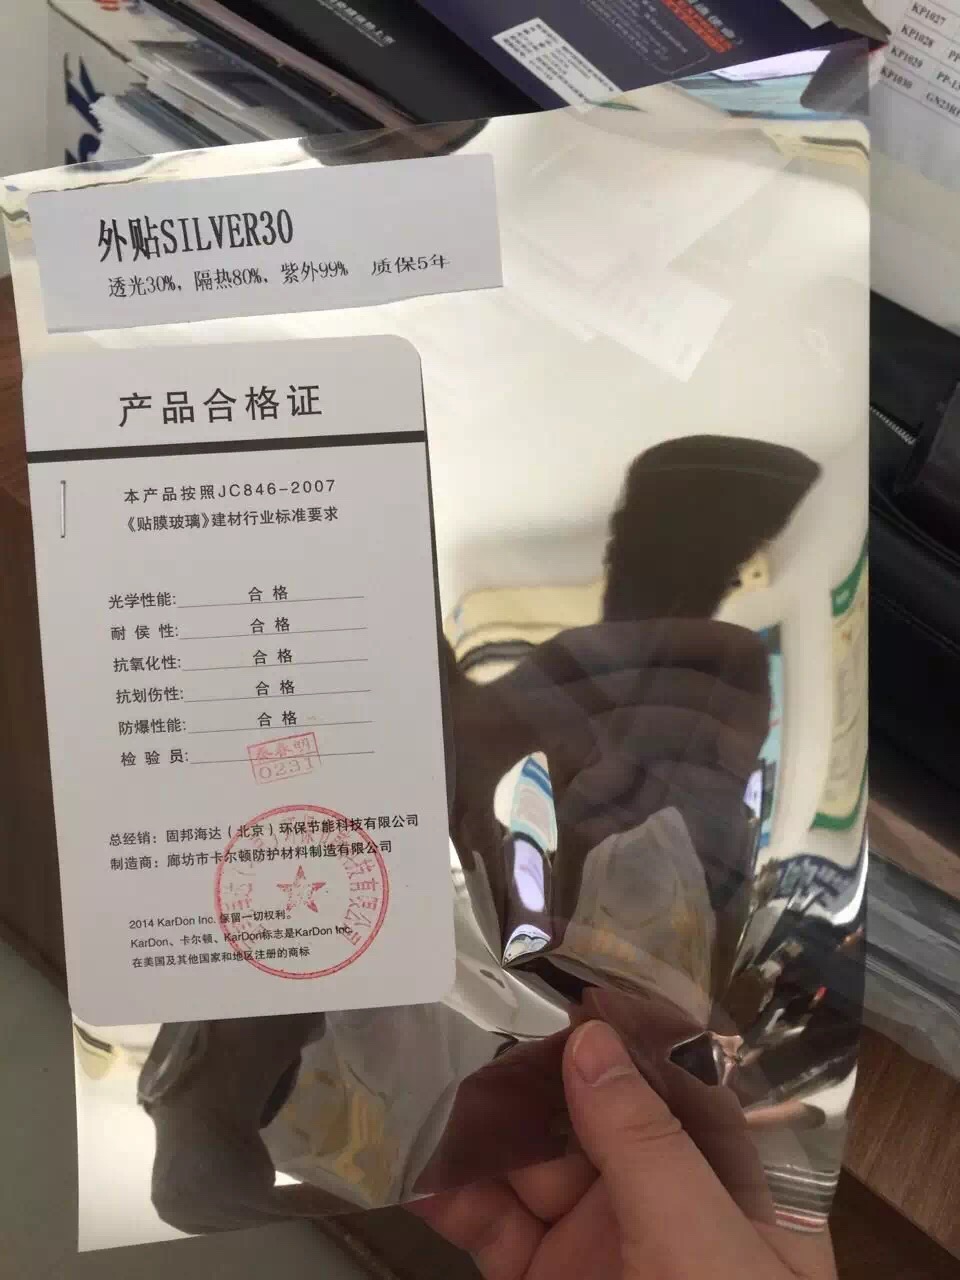 KP1027
KP1028
KP1029
KP1030
外贴SILVER30
透光30%，隔热80%，紫外99% 质保5年
产品合格证
本产品按照JC846-2007
《贴膜玻璃》建材行业标准要求
光学性能: 合格
耐侯性: 合格
抗氧化性: 合格
抗划伤性: 合格
防爆性能: 合格
检验员: 0231
总经销：固邦海达（北京）环保节能科技有限公司
制造商：廊坊市卡尔顿防护材料制造有限公司
2014 KarDon Inc. 保留一切权利。
KarDon、卡尔顿、KarDon标志是KarDon Inc.
在美国及其他国家和地区注册的商标